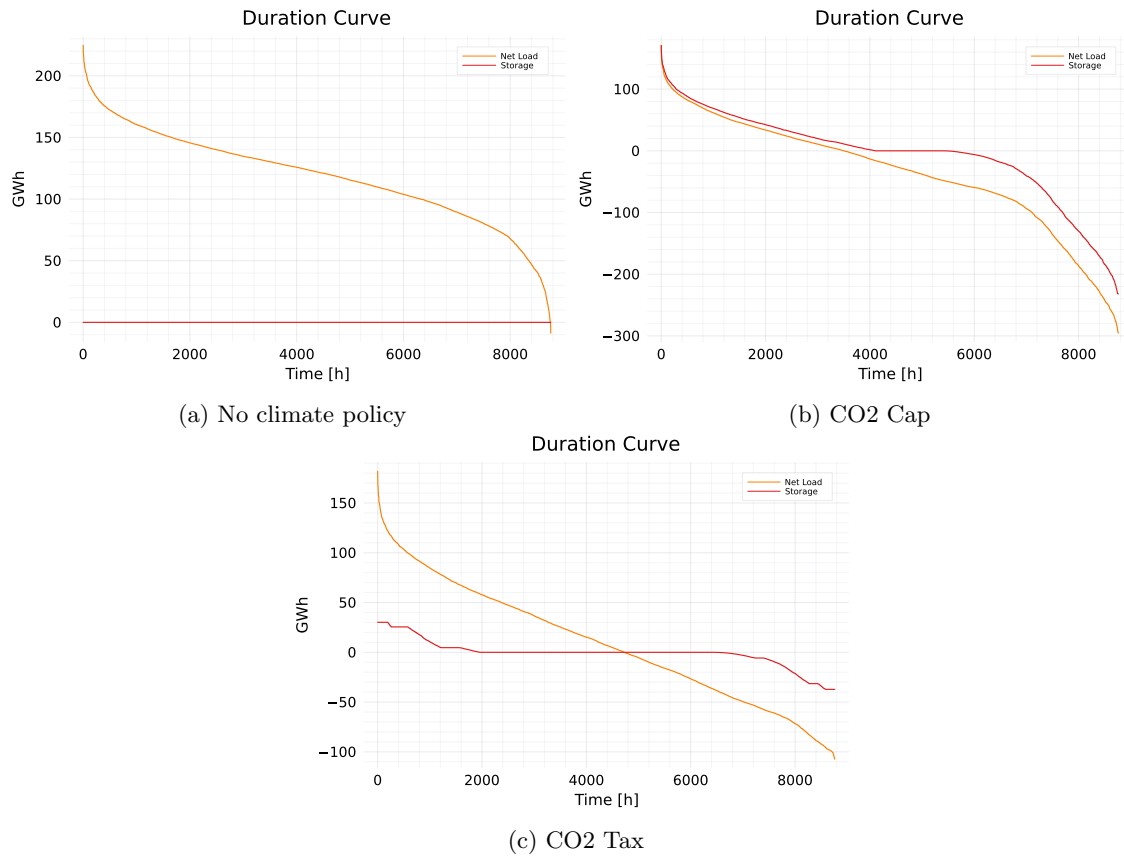 Duration Curve
Net Load
Storage
GWh
200
150
100
50
0
0 2000 4000 6000 8000
Time [h]
(a) No climate policy
Duration Curve
Net Load
Storage
GWh
100
0
−100
−200
−300
0 2000 4000 6000 8000
Time [h]
(b) CO2 Cap
Duration Curve
Net Load
Storage
GWh
150
100
50
0
−50
−100
0 2000 4000 6000 8000
Time [h]
(c) CO2 Tax